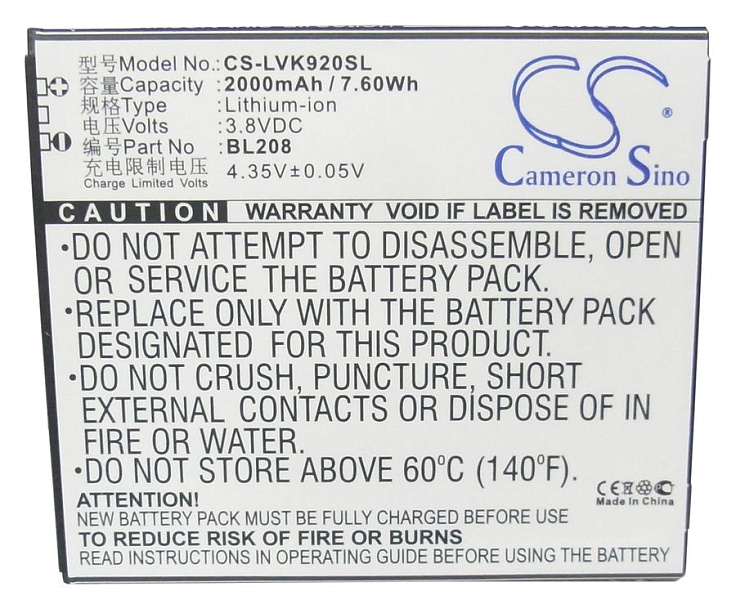 型号Model No.: CS-LVK920SL
容量Capacity : 2000mAh / 7.60Wh
规格Type : Lithium-ion
电压Volts : 3.8VDC
编号Part No : BL208
充电限制电压 4.35V±0.05V
Charge Limited Volts
CS ®
Cameron Sino
CAUTION WARRANTY VOID IF LABEL IS REMOVED
•DO NOT ATTEMPT TO DISASSEMBLE, OPEN
OR SERVICE THE BATTERY PACK.
•REPLACE ONLY WITH THE BATTERY PACK
DESIGNATED FOR THIS PRODUCT.
•DO NOT CRUSH, PUNCTURE, SHORT
EXTERNAL CONTACTS OR DISPOSE OF IN
FIRE OR WATER.
•DO NOT STORE ABOVE 60°C (140°F).
CE
Made In China
ATTENTION!
NEW BATTERY PACK MUST BE FULLY CHARGED BEFORE USE
TO REDUCE RISK OF FIRE OR BURNS
READ INSTRUCTIONS IN OPERATING GUIDE BEFORE USING THE BATTERY